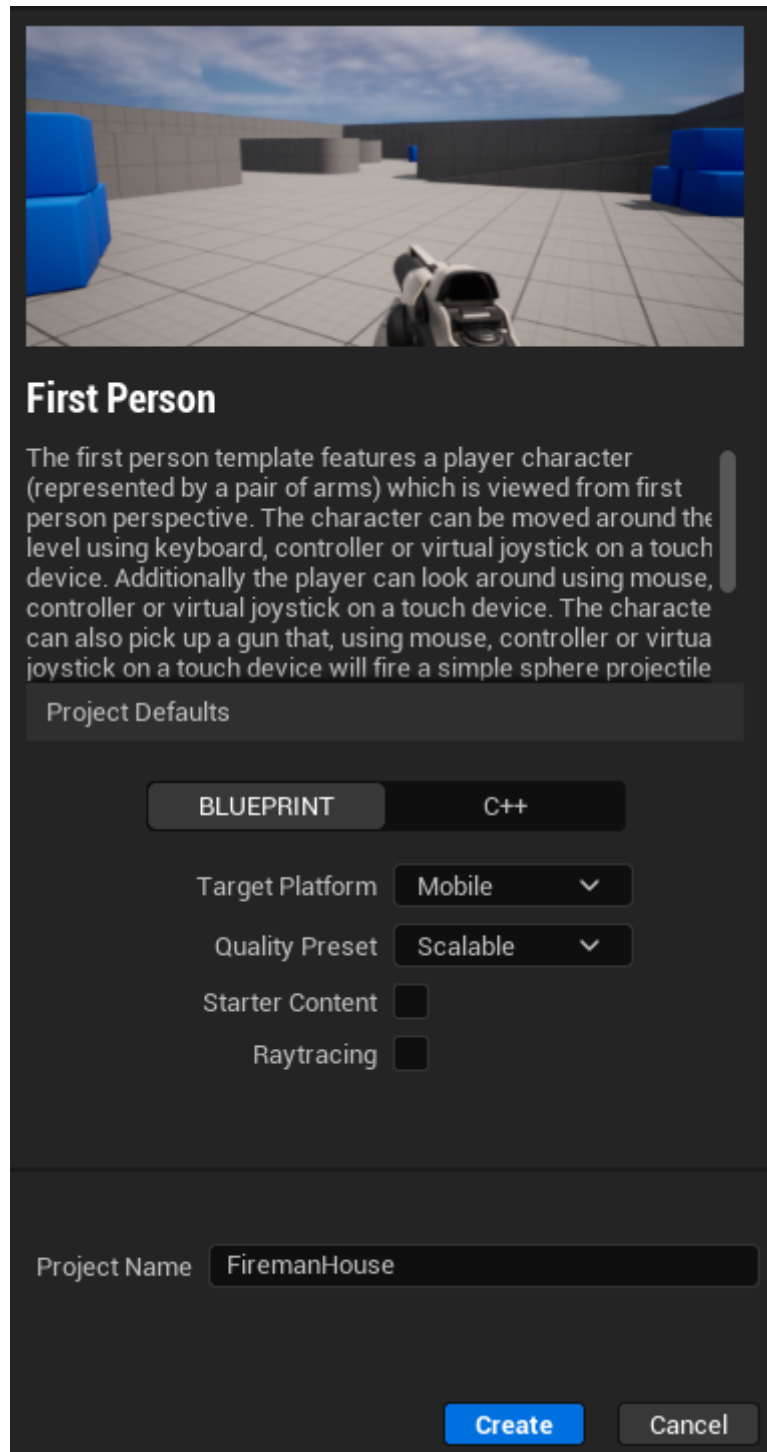 First Person
The first person template features a player character
(represented by a pair of arms) which is viewed from first
person perspective. The character can be moved around the
level using keyboard, controller or virtual joystick on a touch
device. Additionally the player can look around using mouse,
controller or virtual joystick on a touch device. The characte
can also pick up a gun that, using mouse, controller or virtua
joystick on a touch device will fire a simple sphere projectile
Project Defaults
BLUEPRINT C++
Target Platform Mobile
Quality Preset Scalable
Starter Content
Raytracing
Project Name FiremanHouse
Create Cancel